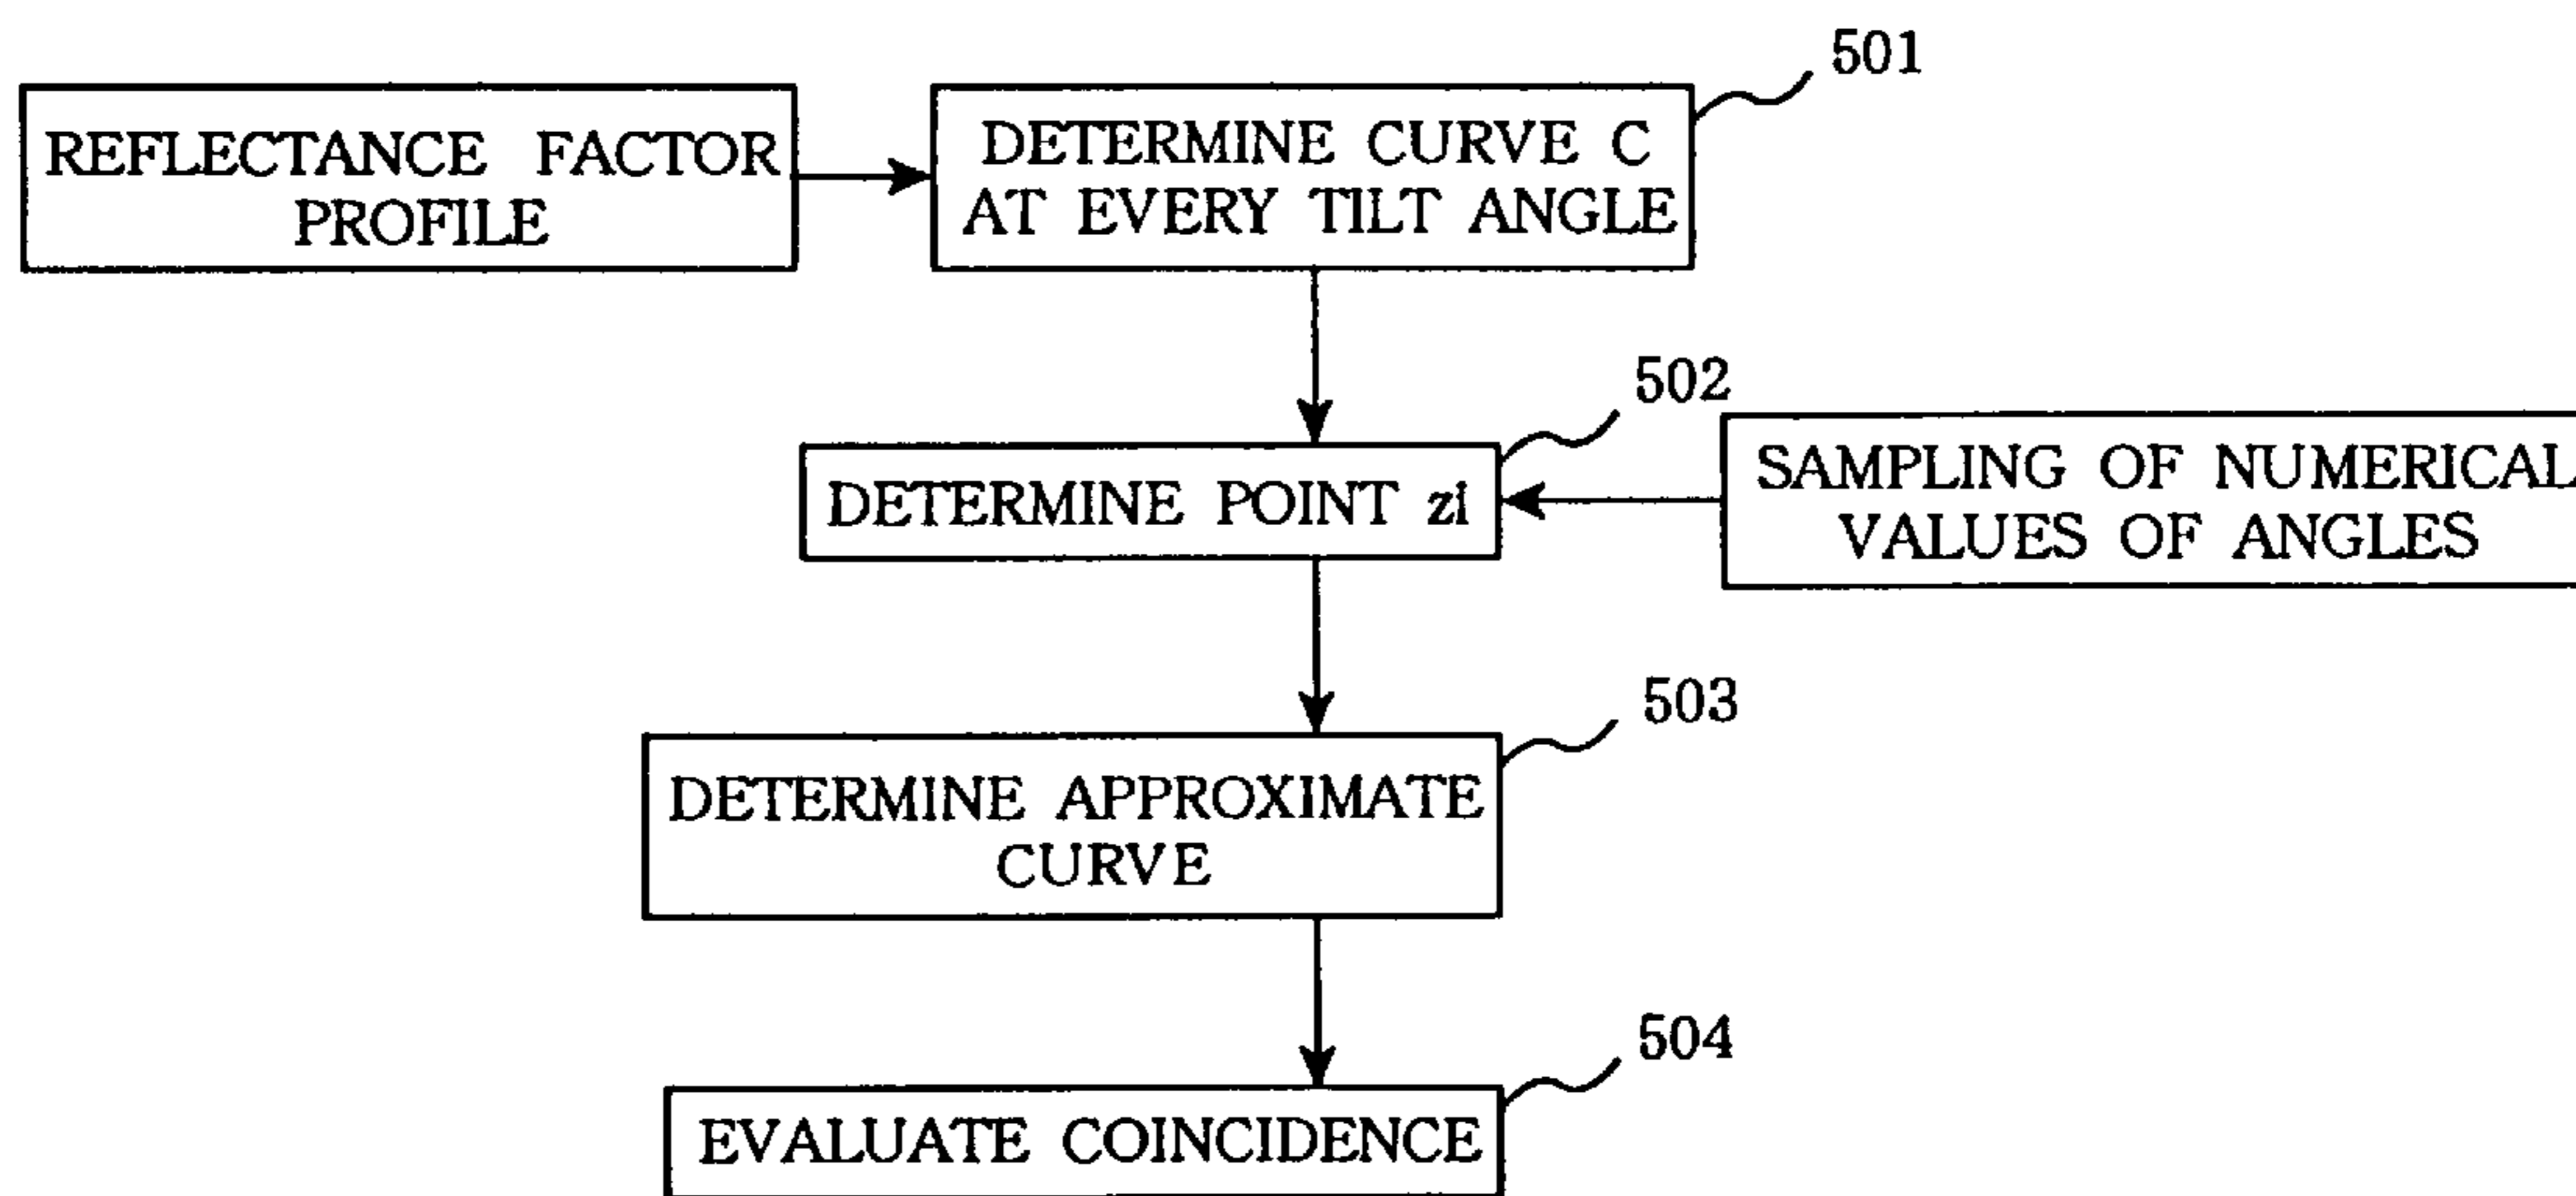 501
REFLECTANCE FACTOR
PROFILE
DETERMINE CURVE C
AT EVERY TILT ANGLE
502
DETERMINE POINT zi
SAMPLING OF NUMERICAL
VALUES OF ANGLES
503
DETERMINE APPROXIMATE
CURVE
504
EVALUATE COINCIDENCE